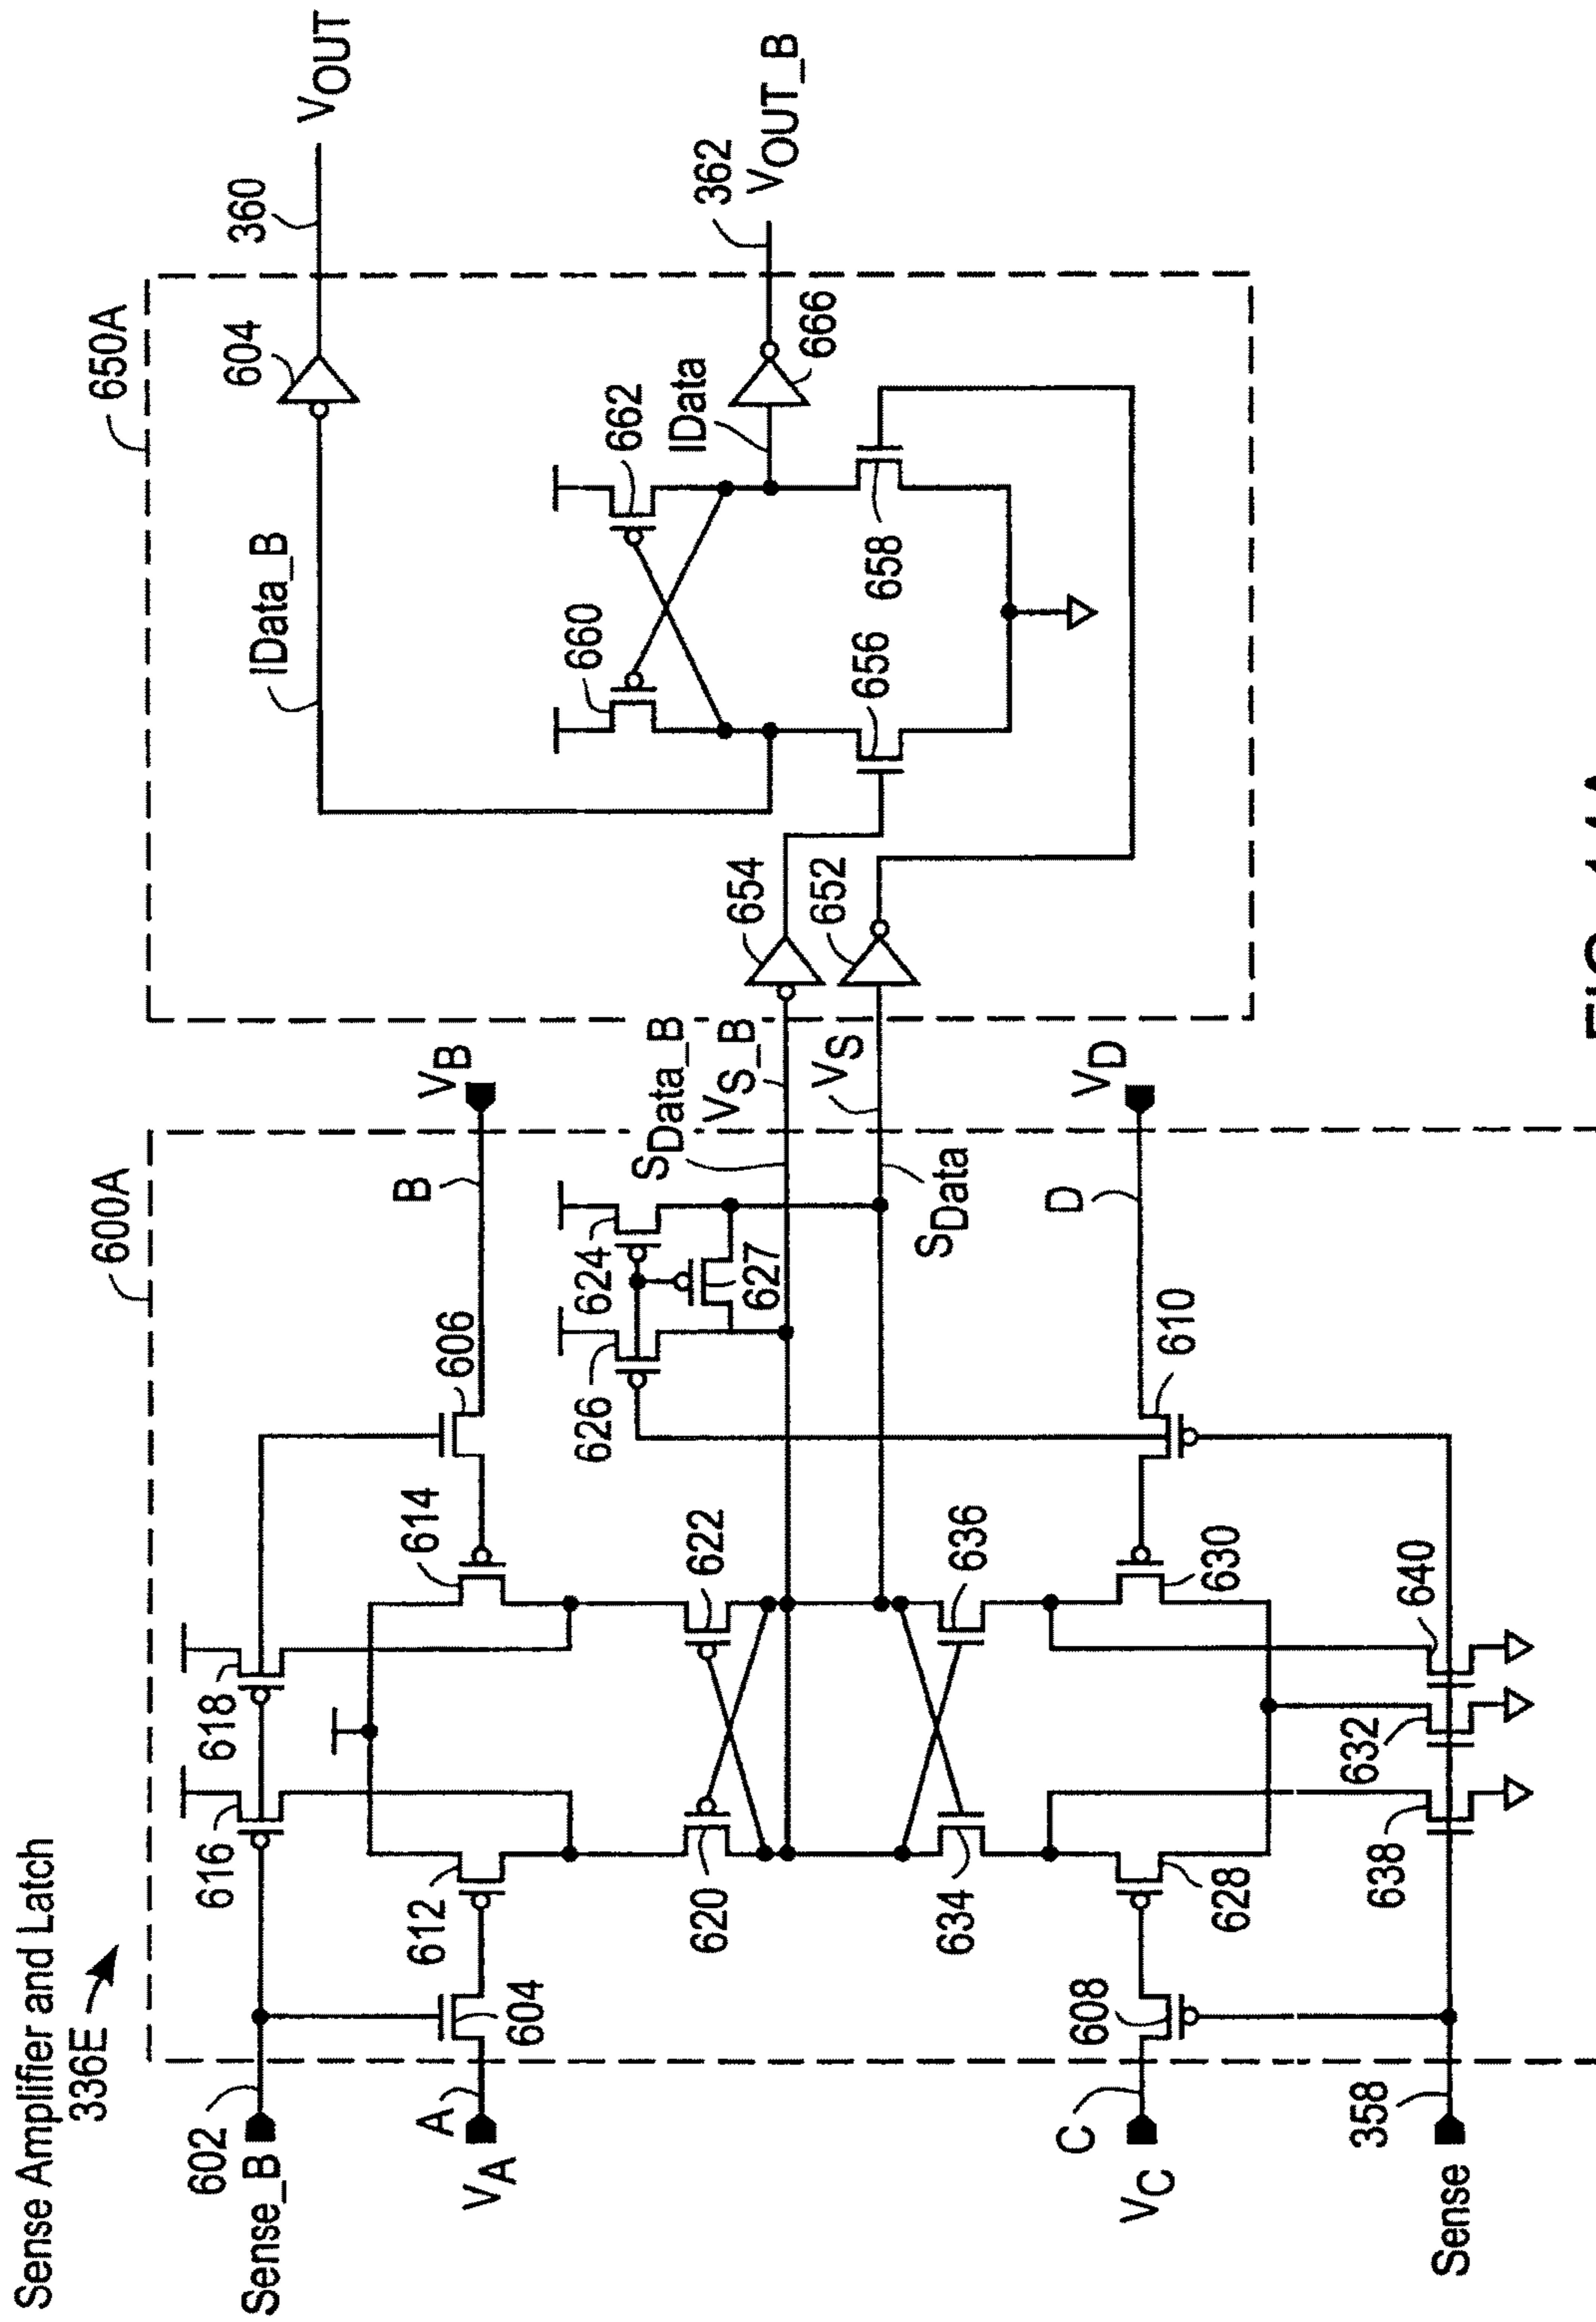 Sense Amplifier and Latch
336E
602
Sense_B
616
618
600A
650A
604
360
VOUT
A
VA
604
612
614
606
B
VB
IData_B
620
622
626
624
627
SData_B
VS_B
VS
SData
654
652
660
662
IData
656
658
666
362
VOUT_B
634
636
C
VC
608
628
630
610
D
VD
638
632
640
358
Sense